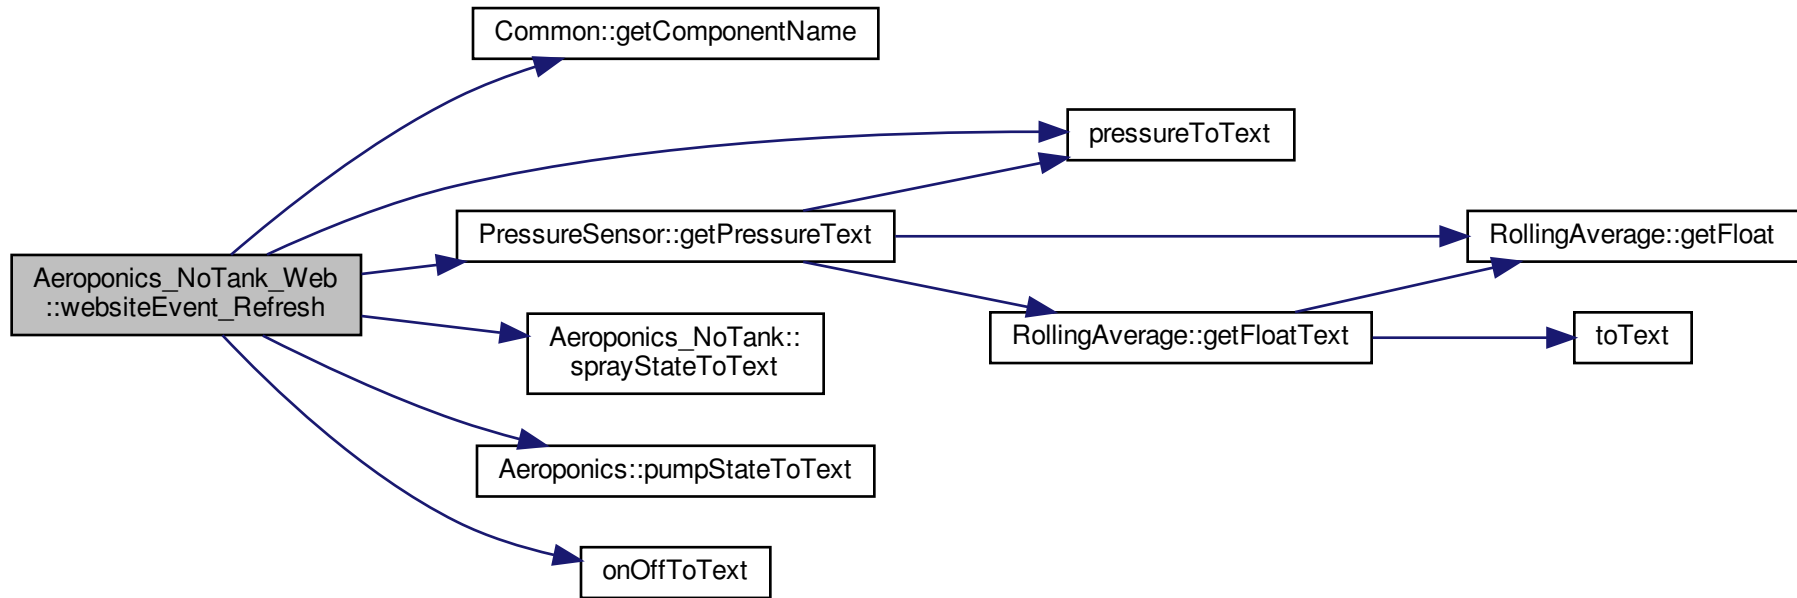 Common::getComponentName
pressureToText
PressureSensor::getPressureText
RollingAverage::getFloat
Aeroponics_NoTank_Web
::websiteEvent_Refresh
Aeroponics_NoTank::
sprayStateToText
RollingAverage::getFloatText
toText
Aeroponics::pumpStateToText
onOffToText